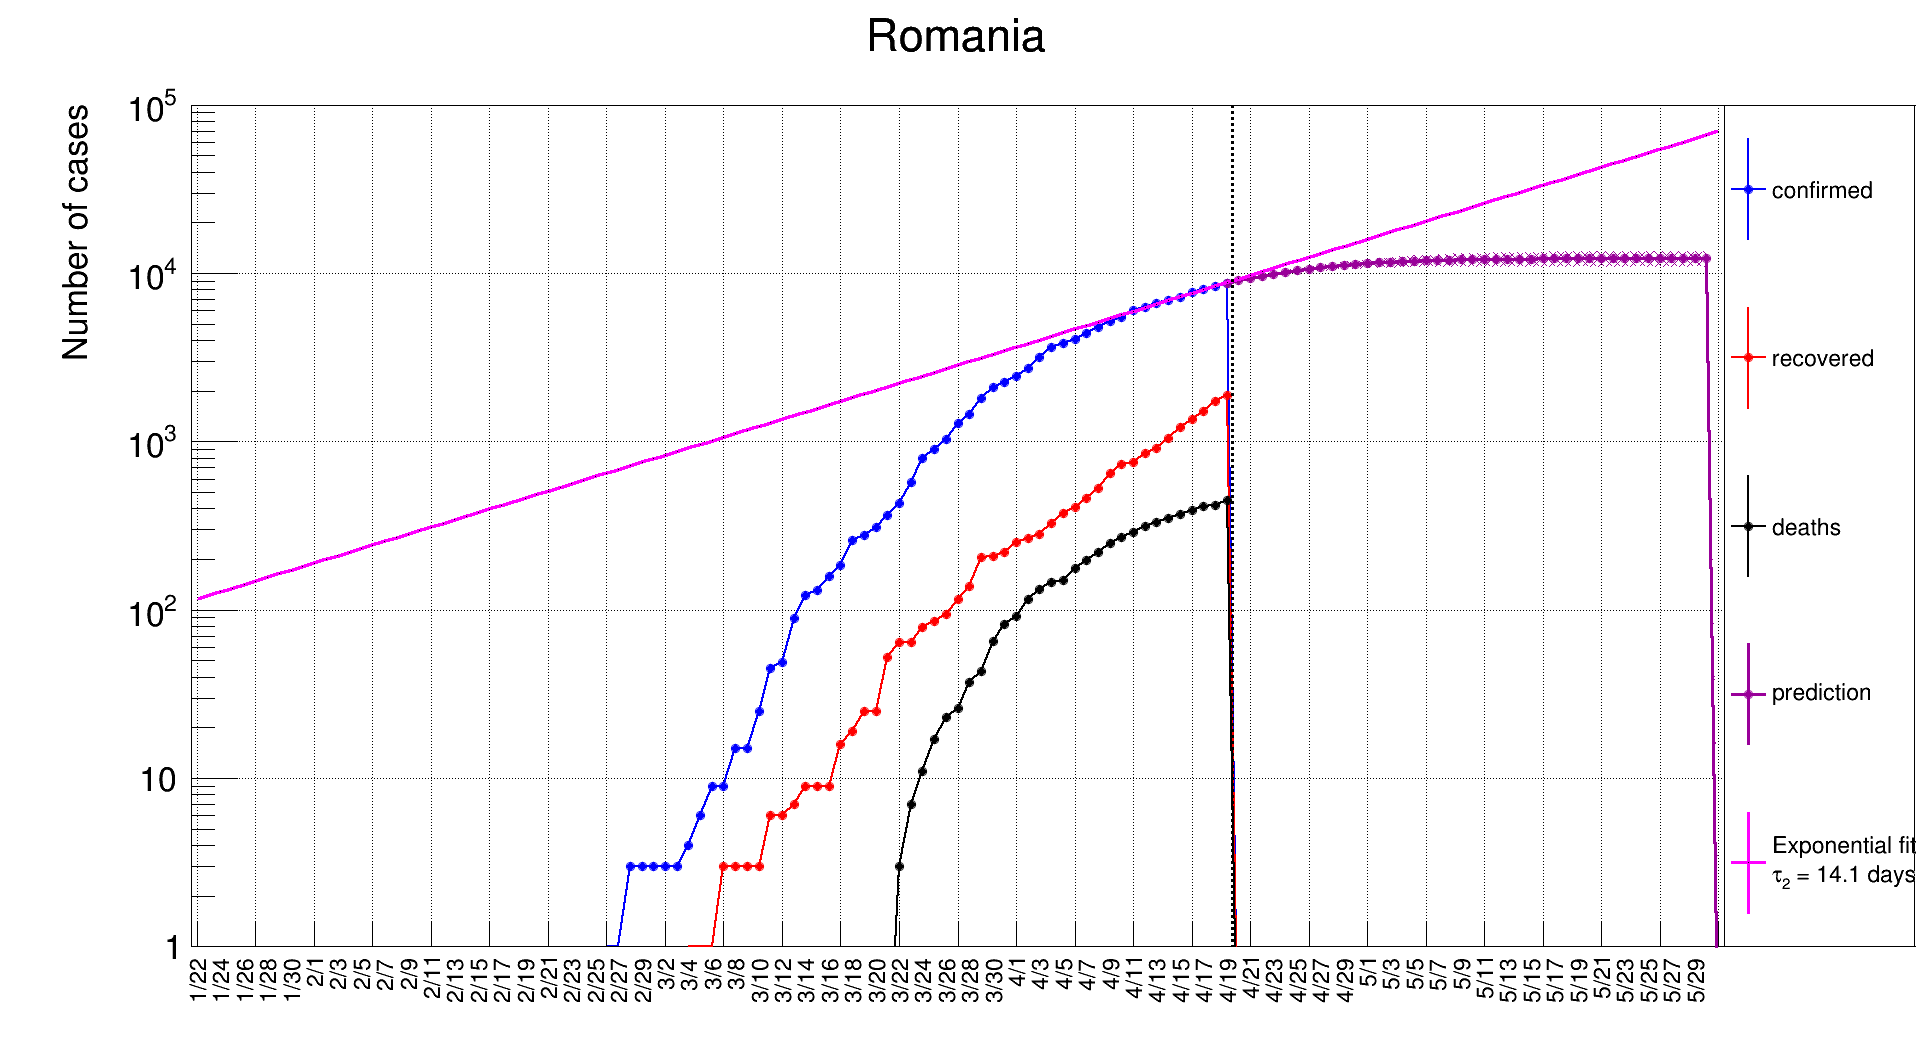 Romania
Number of cases
10⁵
10⁴
10³
10²
10
1
1/22 1/24 1/26 1/28 1/30 2/1 2/3 2/5 2/7 2/9 2/11 2/13 2/15 2/17 2/19 2/21 2/23 2/25 2/27 2/29 3/2 3/4 3/6 3/8 3/10 3/12 3/14 3/16 3/18 3/20 3/22 3/24 3/26 3/28 3/30 4/1 4/3 4/5 4/7 4/9 4/11 4/13 4/15 4/17 4/19 4/21 4/23 4/25 4/27 4/29 5/1 5/3 5/5 5/7 5/9 5/11 5/13 5/15 5/17 5/19 5/21 5/23 5/25 5/27 5/29
confirmed
recovered
deaths
prediction
Exponential fit
τ₂ = 14.1 days